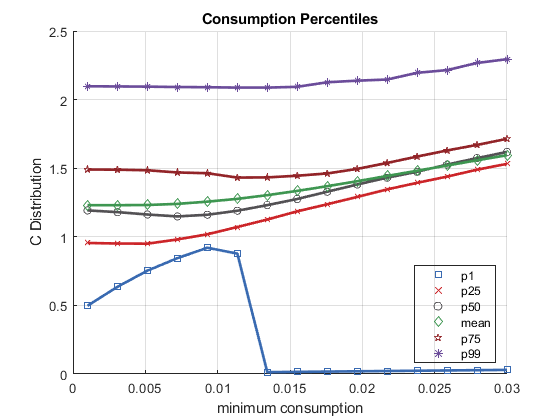 Consumption Percentiles
2.5
2
1.5
1
0.5
0
C Distribution
p1
p25
p50
mean
p75
p99
0 0.005 0.01 0.015 0.02 0.025 0.03
minimum consumption